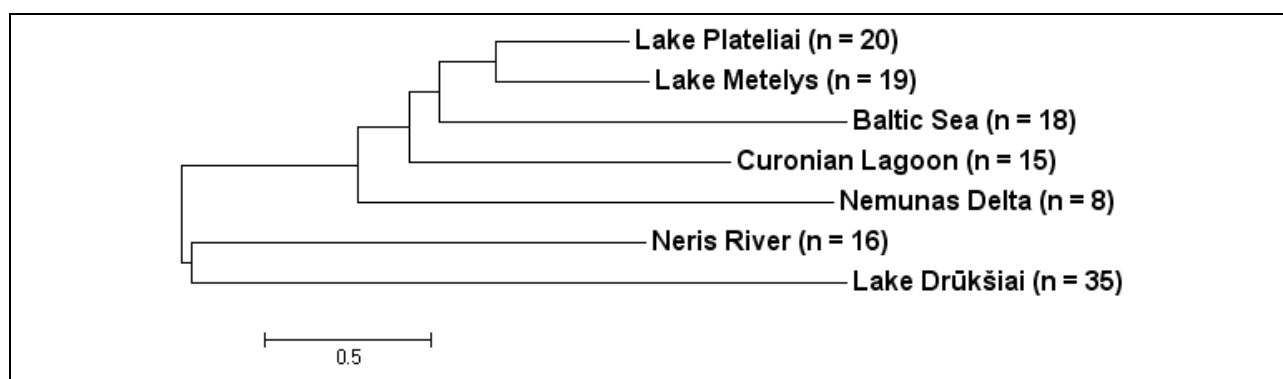 Lake Plateliai (n = 20)
Lake Metelys (n = 19)
Baltic Sea (n = 18)
Curonian Lagoon (n = 15)
Nemunas Delta (n = 8)
Neris River (n = 16)
Lake Drūkšiai (n = 35)
0.5